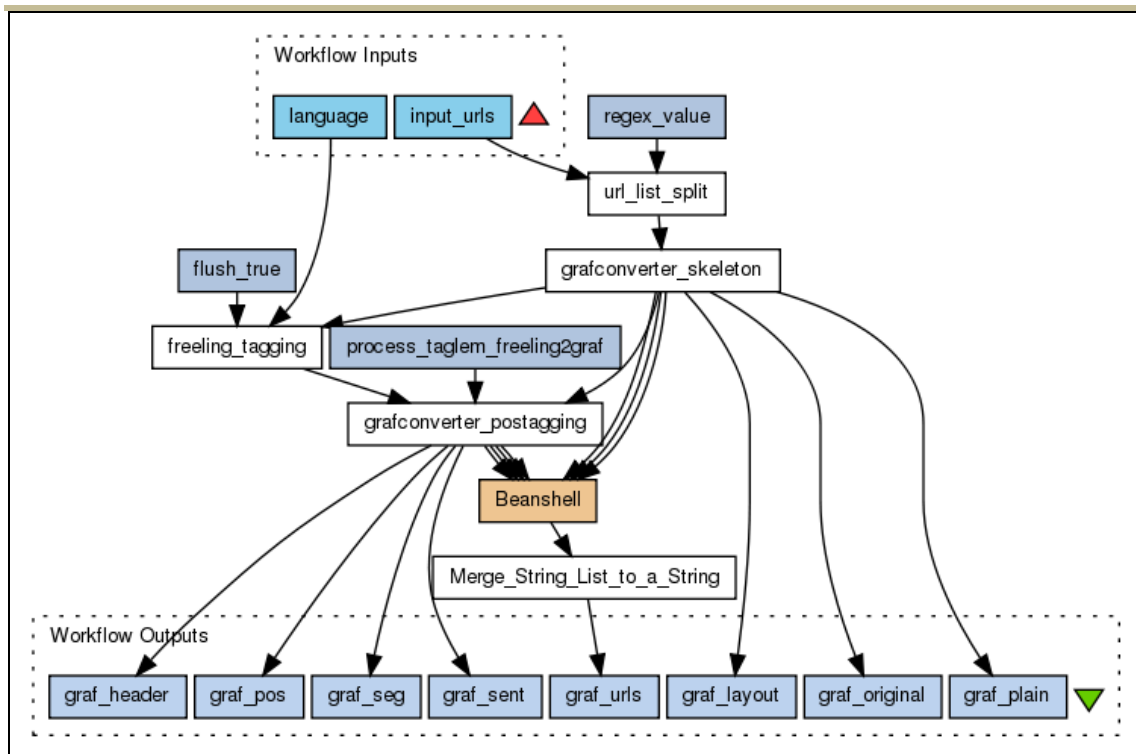 Workflow Inputs
language
input_urls
regex_value
url_list_split
flush_true
grafconverter_skeleton
freeling_tagging
process_taglem_freeling2graf
grafconverter_postagging
Beanshell
Merge_String_List_to_a_String
Workflow Outputs
graf_header
graf_pos
graf_seg
graf_sent
graf_urls
graf_layout
graf_original
graf_plain